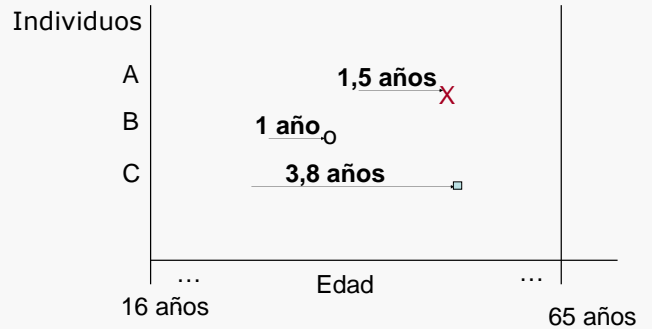 Individuos
A
1,5 años
X
B
1 año
o
C
3,8 años
... Edad ...
16 años
65 años